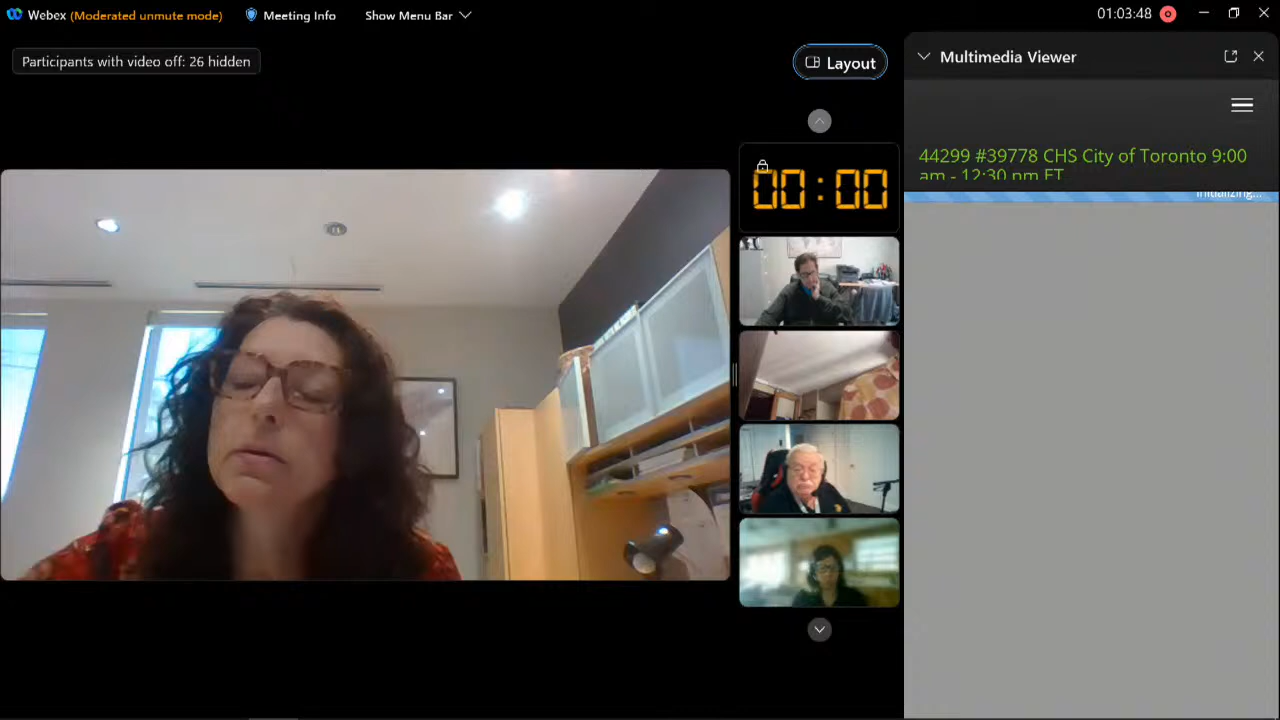 Webex (Moderated unmute mode) Meeting Info Show Menu Bar 01:03:48
Participants with video off: 26 hidden
Layout
00:00
Multimedia Viewer
44299 #39778 CHS City of Toronto 9:00
am - 12:30 pm ET
Initializing...